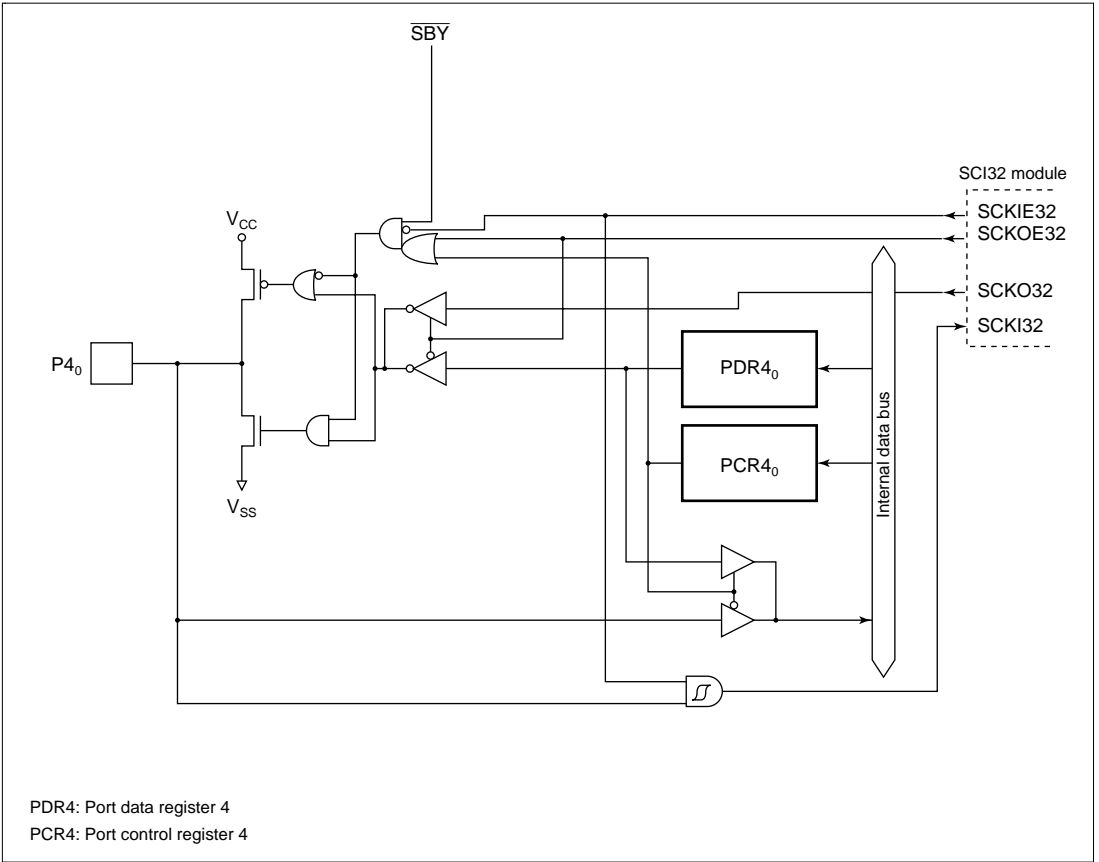 SBY
SCI32 module
SCKIE32
SCKOE32
SCKO32
SCKI32
VCC
P40
VSS
PDR40
PCR40
Internal data bus
PDR4: Port data register 4
PCR4: Port control register 4